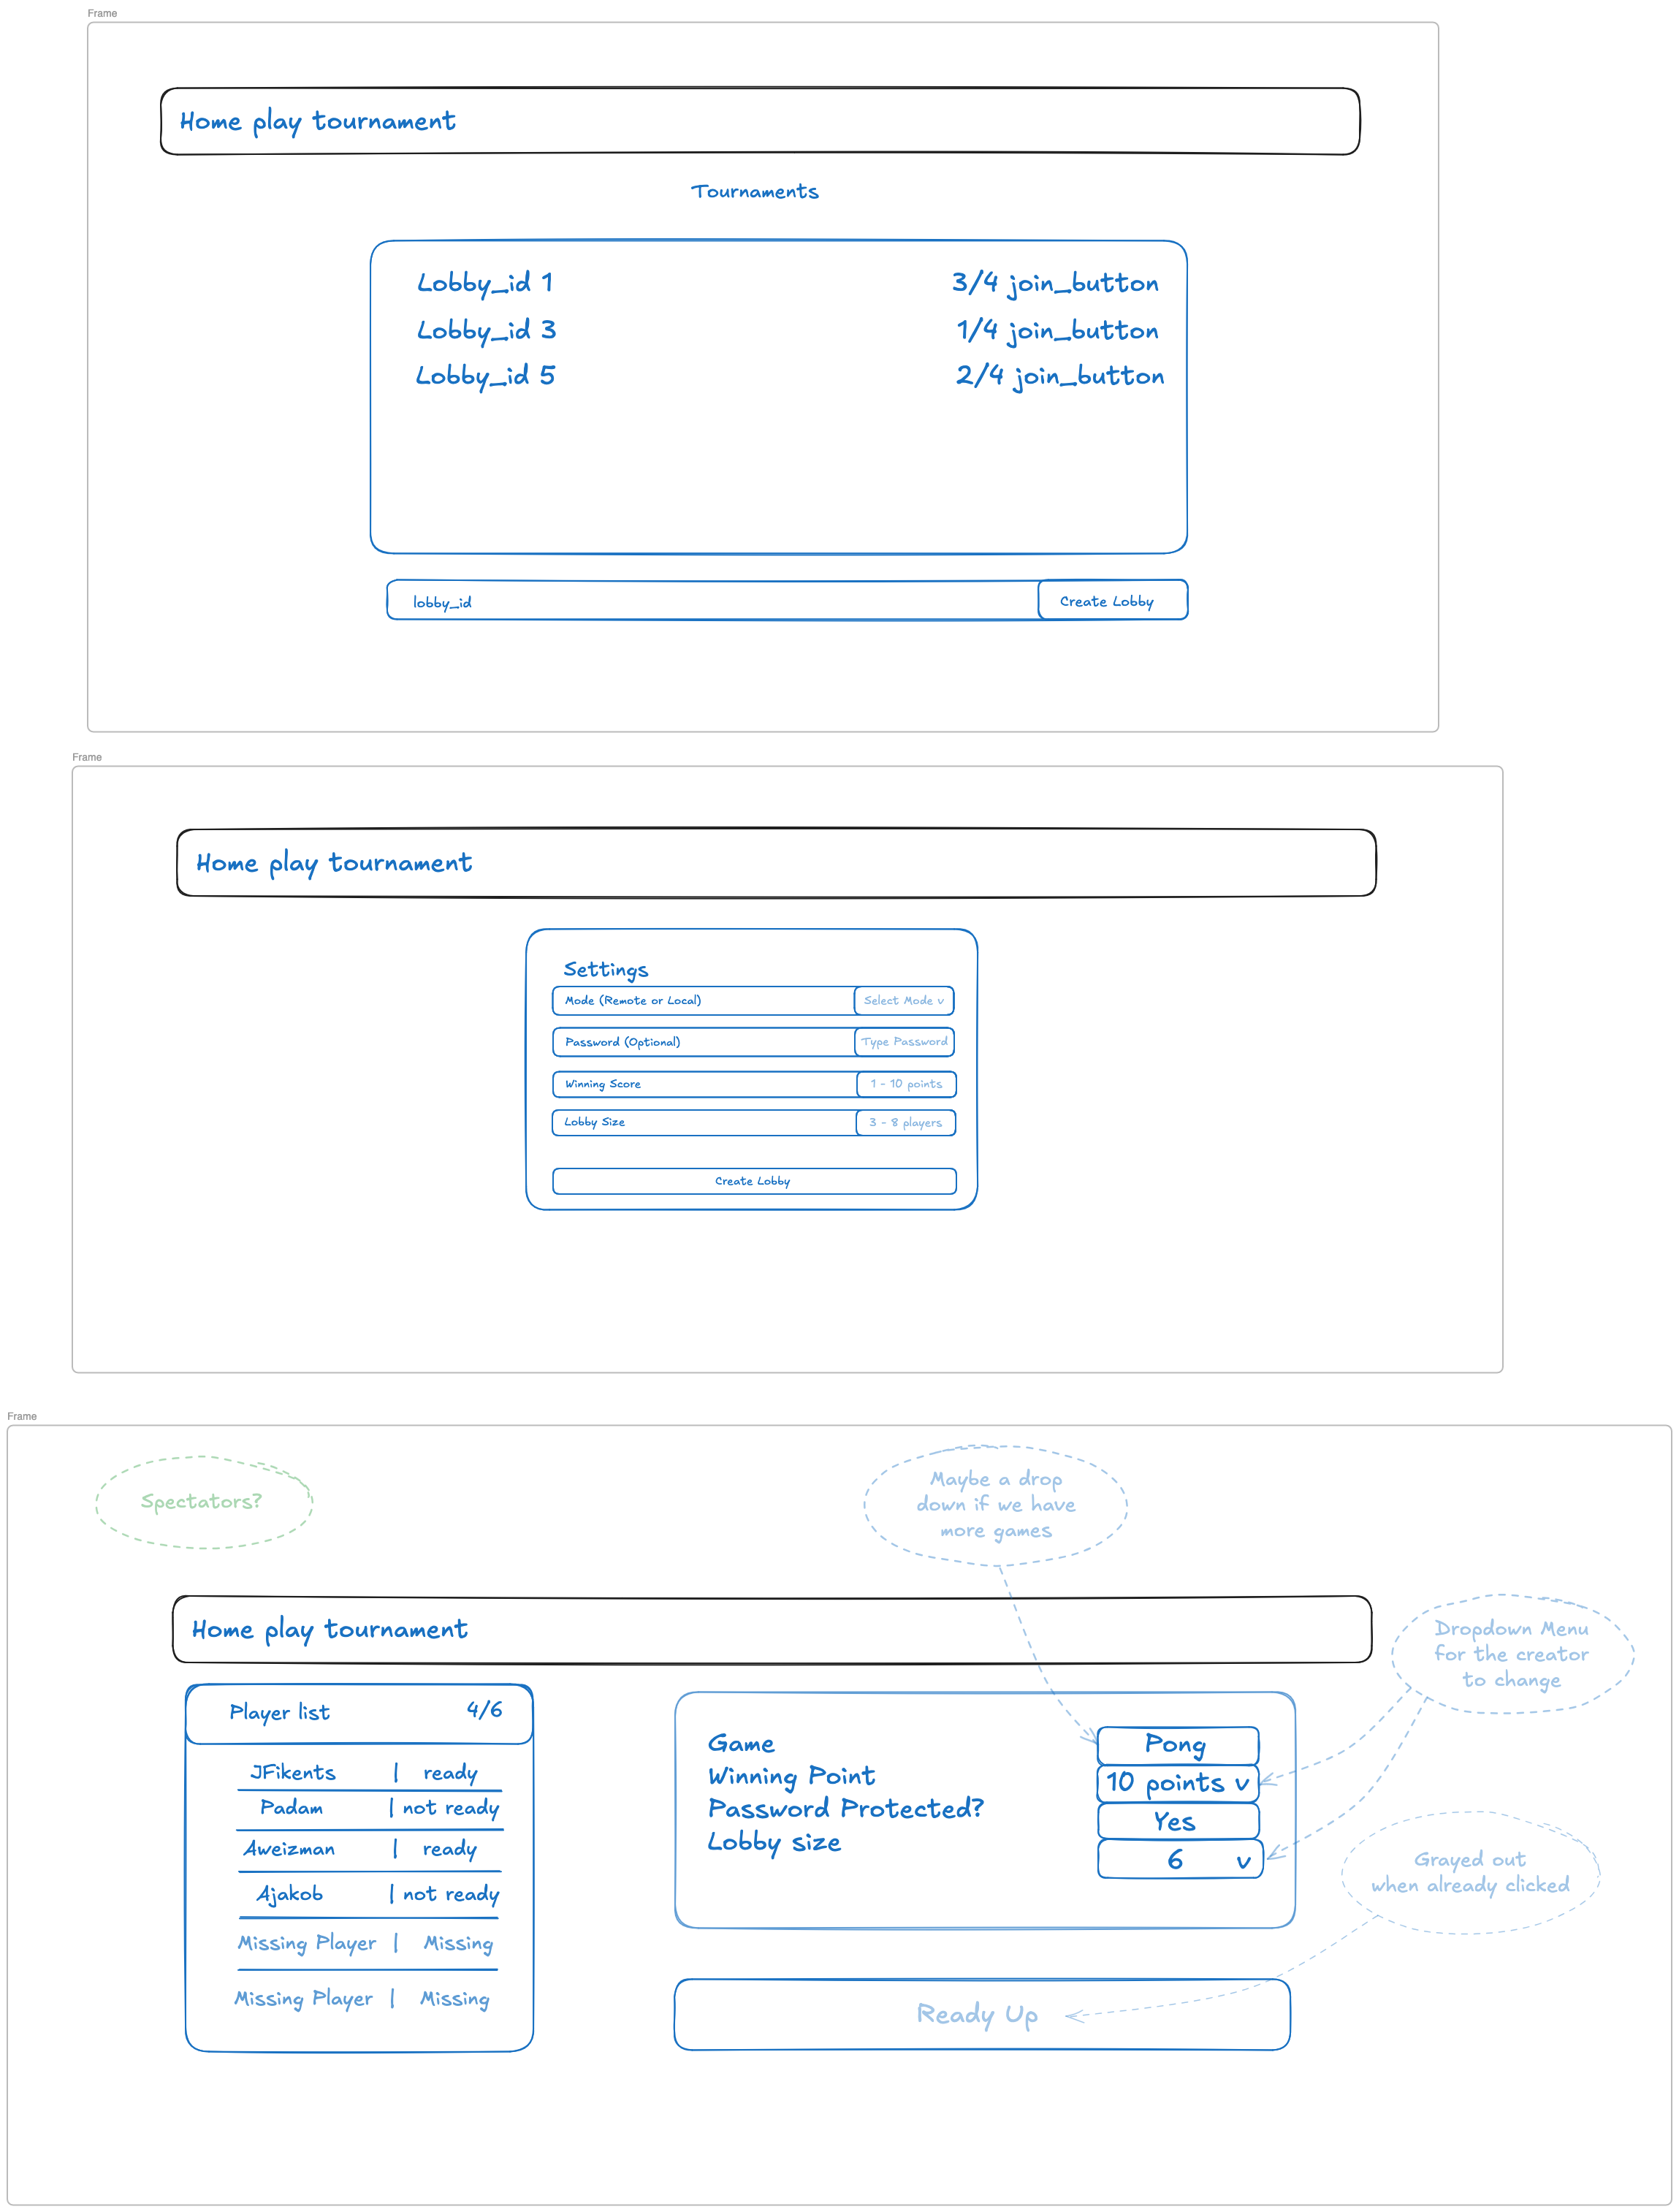 Frame
Home play tournament
Tournaments
Lobby_id 1 3/4 join_button
Lobby_id 3 1/4 join_button
Lobby_id 5 2/4 join_button
lobby_id Create Lobby
Frame
Home play tournament
Settings
Mode (Remote or Local) Select Mode v
Password (Optional) Type Password
Winning Score 1 - 10 points
Lobby Size 3 - 8 players
Create Lobby
Frame
Spectators?
Maybe a drop
down if we have
more games
Home play tournament
Dropdown Menu
for the creator
to change
Player list 4/6
JFikents | ready
Padam | not ready
Aweizman | ready
Ajakob | not ready
Missing Player | Missing
Missing Player | Missing
Game Pong
Winning Point 10 points v
Password Protected? Yes
Lobby size 6 v
Grayed out
when already clicked
Ready Up